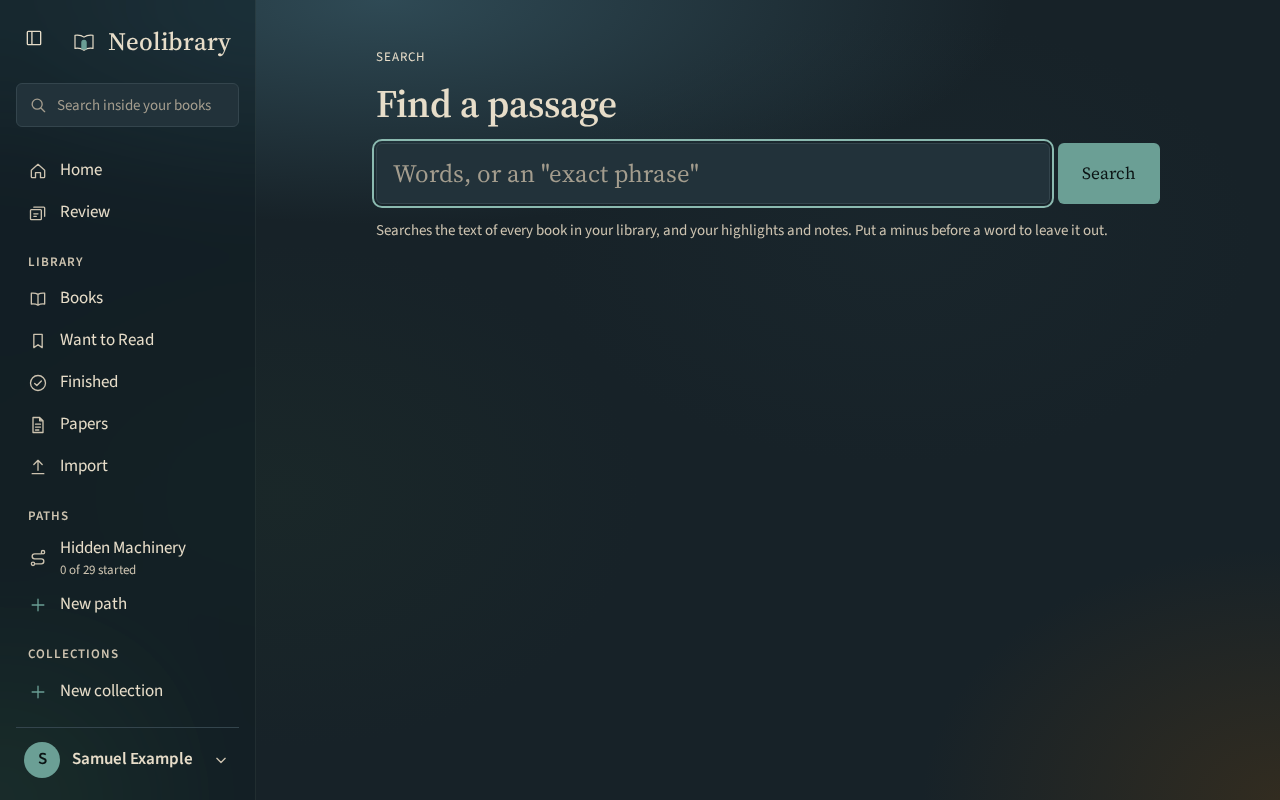 Neolibrary
Search inside your books
Home
Review
LIBRARY
Books
Want to Read
Finished
Papers
Import
PATHS
Hidden Machinery
0 of 29 started
New path
COLLECTIONS
New collection
S
Samuel Example
SEARCH
Find a passage
Words, or an "exact phrase"
Search
Searches the text of every book in your library, and your highlights and notes. Put a minus before a word to leave it out.